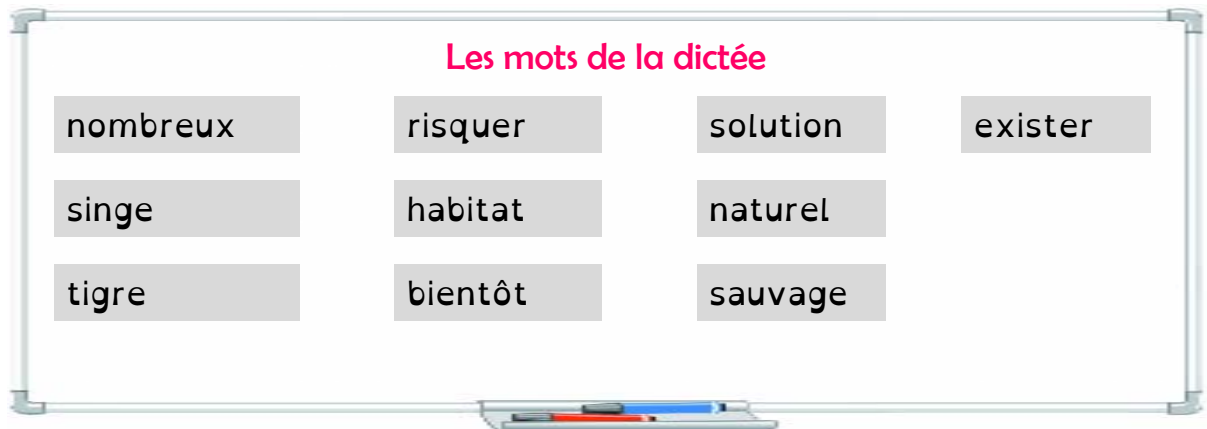 Les mots de la dictée
nombreux risquer solution exister
singe habitat naturel
tigre bientôt sauvage